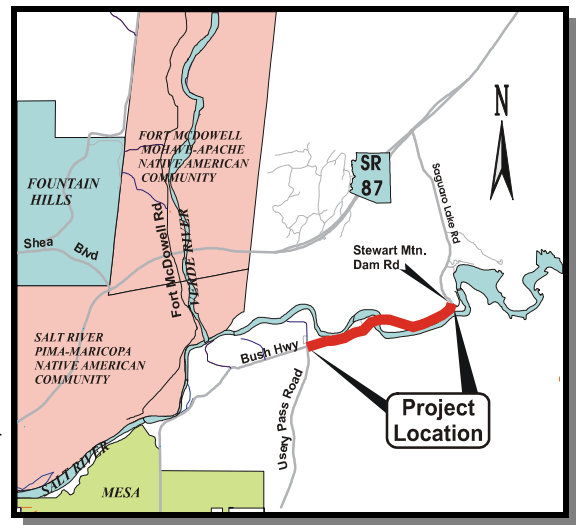 N
FORT MCDOWELL
MOHAVE-APACHE
NATIVE AMERICAN
COMMUNITY
SR
87
FOUNTAIN
HILLS
Saguaro Lake Rd
Fort McDowell Rd
VERDE RIVER
Shea Blvd
Stewart Mtn.
Dam Rd
SALT RIVER
PIMA-MARICOPA
NATIVE AMERICAN
COMMUNITY
Bush Hwy
Usery Pass Road
Project
Location
SALT RIVER
MESA